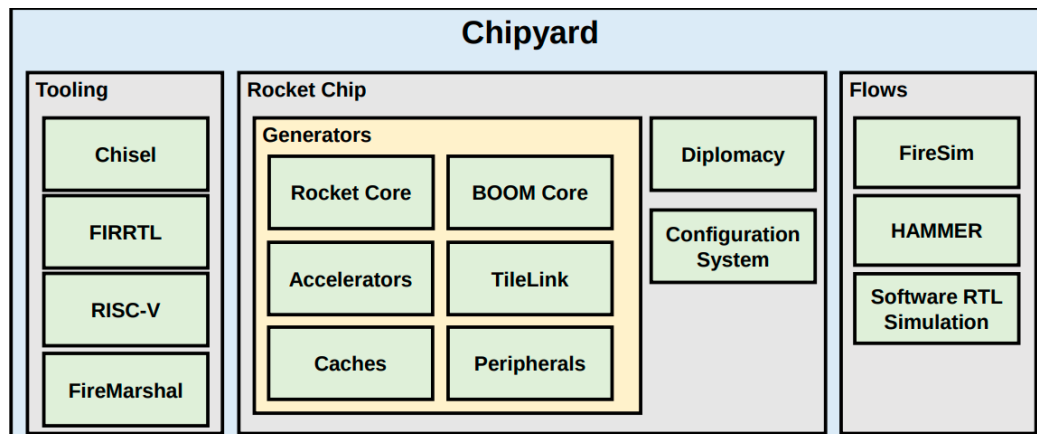 Chipyard
Tooling
Chisel
FIRRTL
RISC-V
FireMarshal
Rocket Chip
Generators
Rocket Core
BOOM Core
Accelerators
TileLink
Caches
Peripherals
Diplomacy
Configuration
System
Flows
FireSim
HAMMER
Software RTL
Simulation